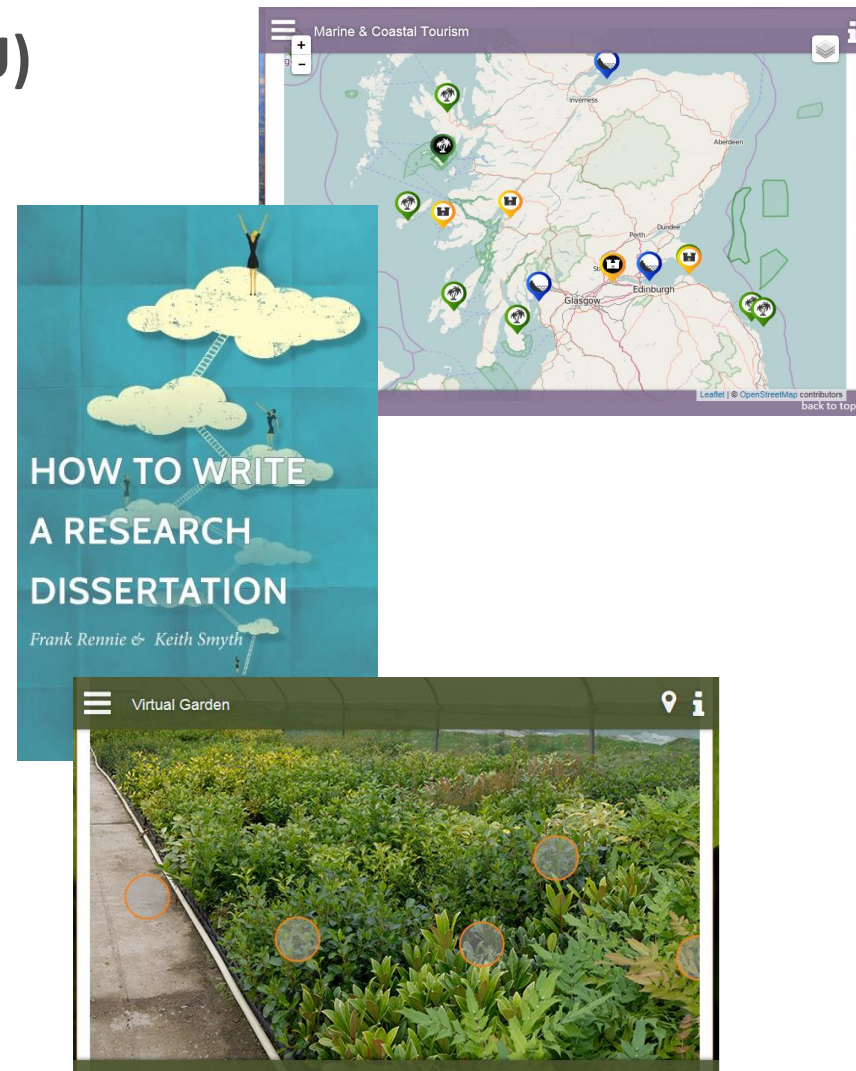 J)
Marine & Coastal Tourism
+
−
Inverness
Aberdeen
Dundee
Perth
Edinburgh
Glasgow
Leaflet | © OpenStreetMap contributors
back to top
HOW TO WRITE
A RESEARCH
DISSERTATION
Frank Rennie & Keith Smyth
Virtual Garden